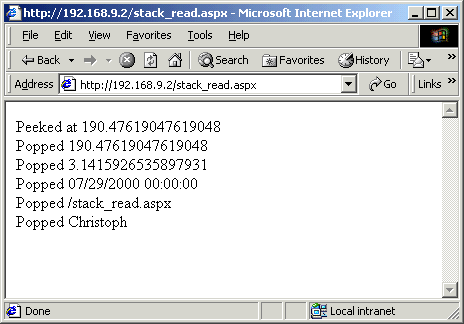 http://192.168.9.2/stack_read.aspx - Microsoft Internet Explorer
File Edit View Favorites Tools Help
Back Search Favorites History »
Address http://192.168.9.2/stack_read.aspx Go Links »
Peeked at 190.47619047619048
Popped 190.47619047619048
Popped 3.1415926535897931
Popped 07/29/2000 00:00:00
Popped /stack_read.aspx
Popped Christoph
Done Local intranet